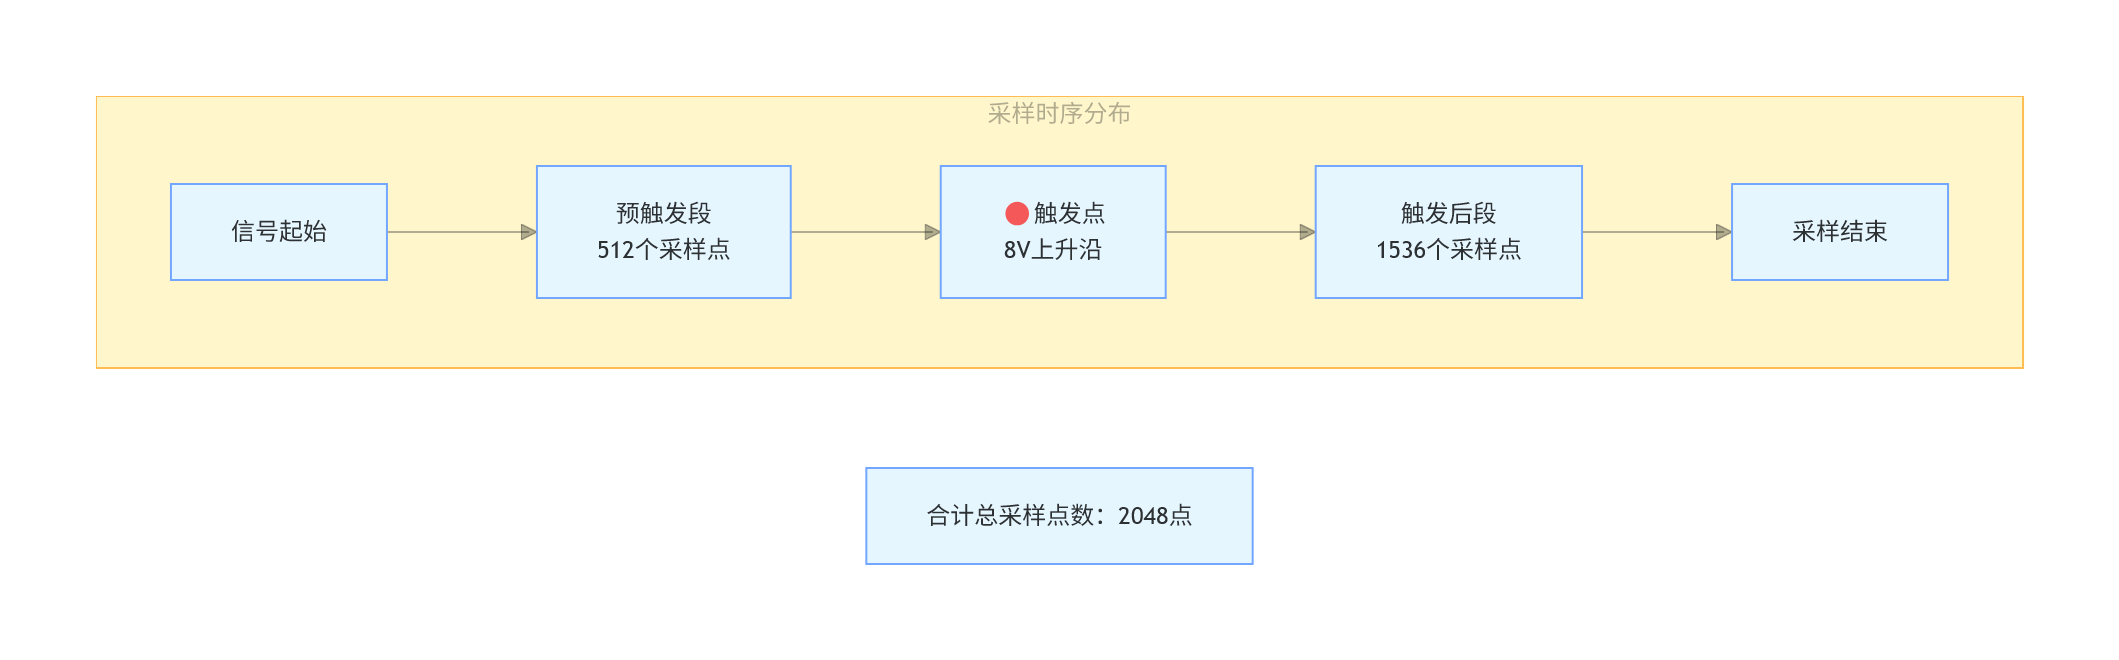 采样时序分布
信号起始
预触发段
512个采样点
🔴 触发点
8V上升沿
触发后段
1536个采样点
采样结束
合计总采样点数：2048点